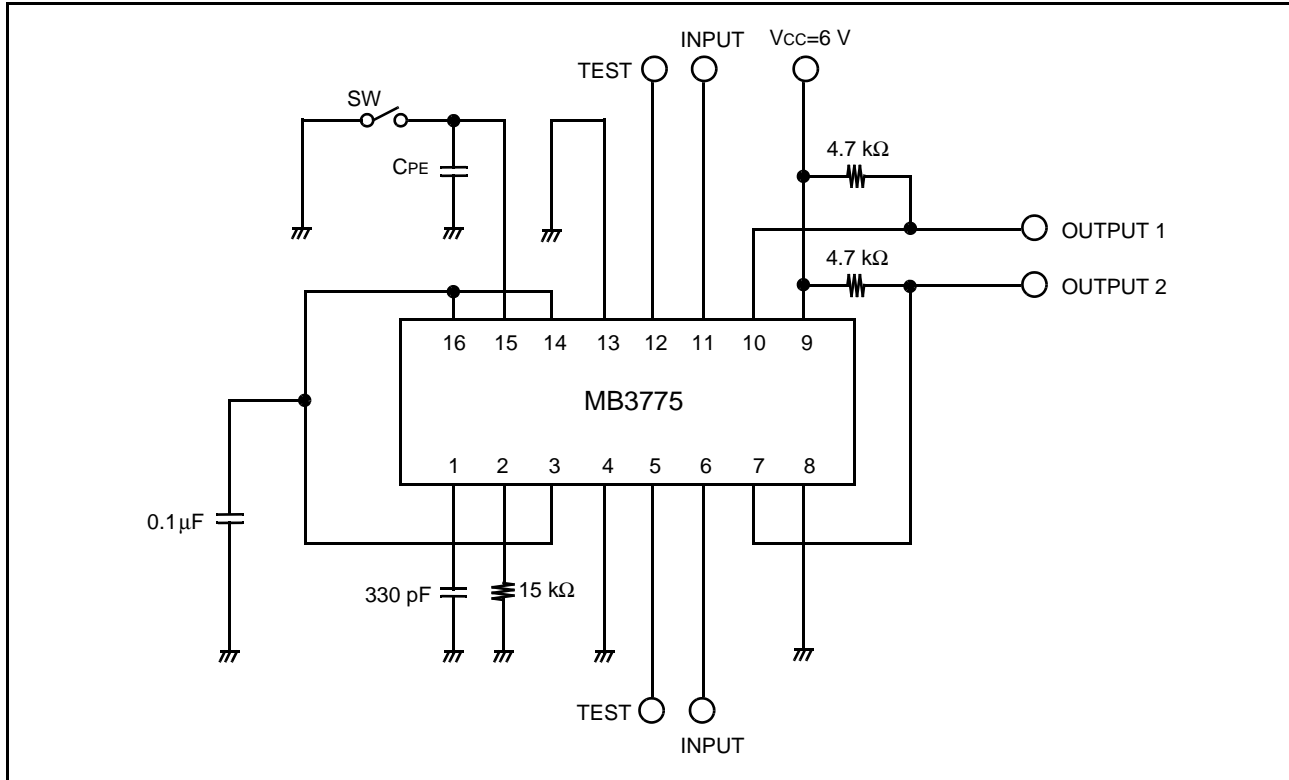 INPUT
VCC=6 V
TEST
SW
4.7 kΩ
CPE
OUTPUT 1
4.7 kΩ
OUTPUT 2
16 15 14 13 12 11 10 9
MB3775
1 2 3 4 5 6 7 8
0.1μF
330 pF
15 kΩ
TEST
INPUT